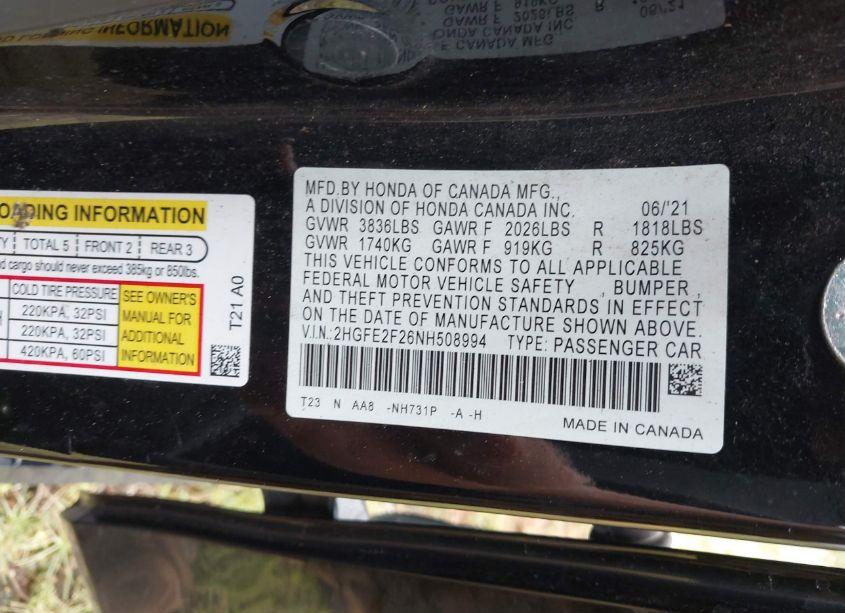 OADING INFORMATION
TY TOTAL 5 FRONT 2 REAR 3
d cargo should never exceed 385kg or 850lbs.
COLD TIRE PRESSURE
220KPA, 32PSI
220KPA, 32PSI
420KPA, 60PSI
SEE OWNER'S
MANUAL FOR
ADDITIONAL
INFORMATION
T21 A0
MFD.BY HONDA OF CANADA MFG.,
A DIVISION OF HONDA CANADA INC. 06/'21
GVWR 3836LBS GAWR F 2026LBS R 1818LBS
GVWR 1740KG GAWR F 919KG R 825KG
THIS VEHICLE CONFORMS TO ALL APPLICABLE
FEDERAL MOTOR VEHICLE SAFETY , BUMPER ,
AND THEFT PREVENTION STANDARDS IN EFFECT
ON THE DATE OF MANUFACTURE SHOWN ABOVE.
V.I.N.:2HGFE2F26NH508994 TYPE: PASSENGER CAR
T23 N AA8 -NH731P -A -H
MADE IN CANADA